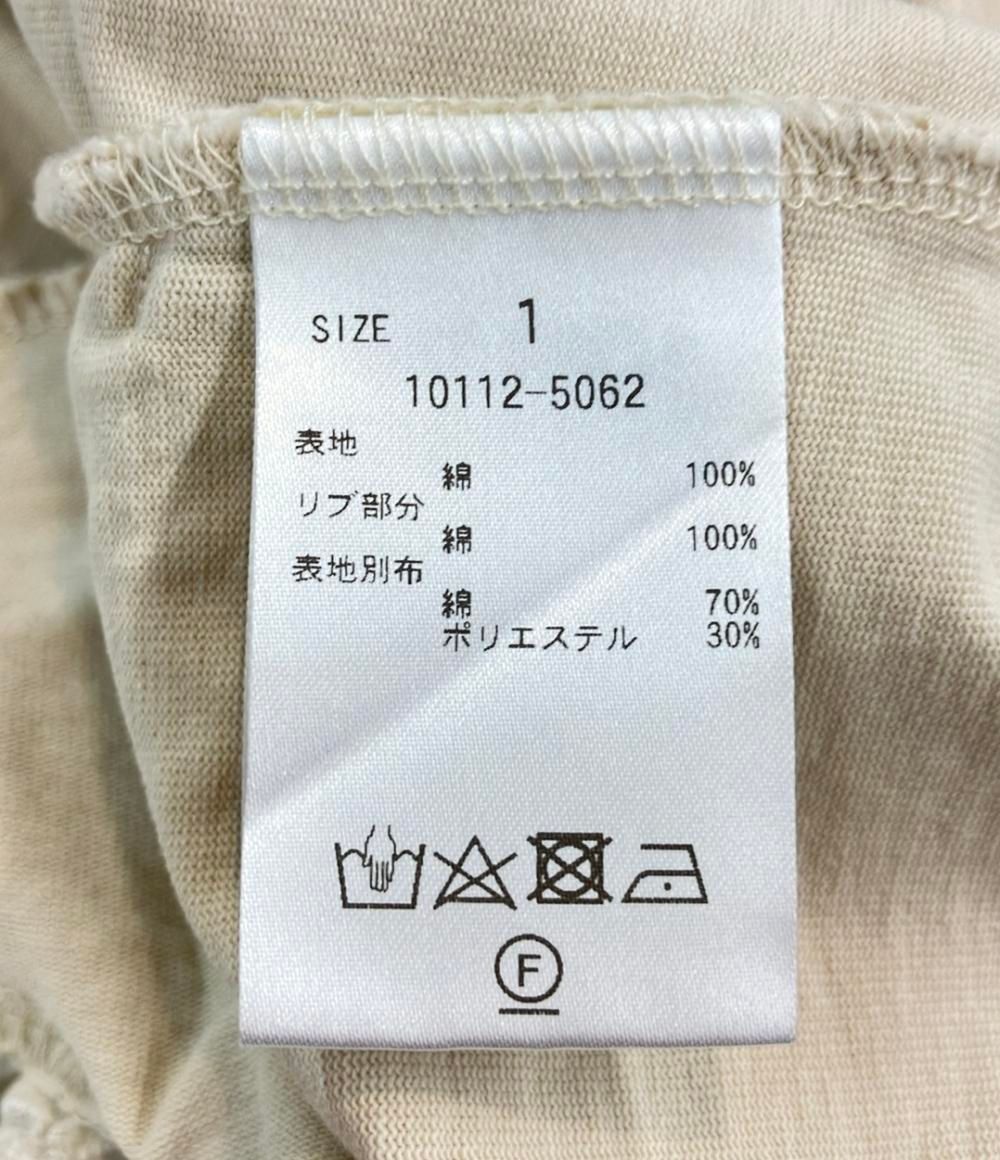 SIZE 1
10112-5062
表地
綿 100%
リブ部分
綿 100%
表地別布
綿 70%
ポリエステル 30%
F